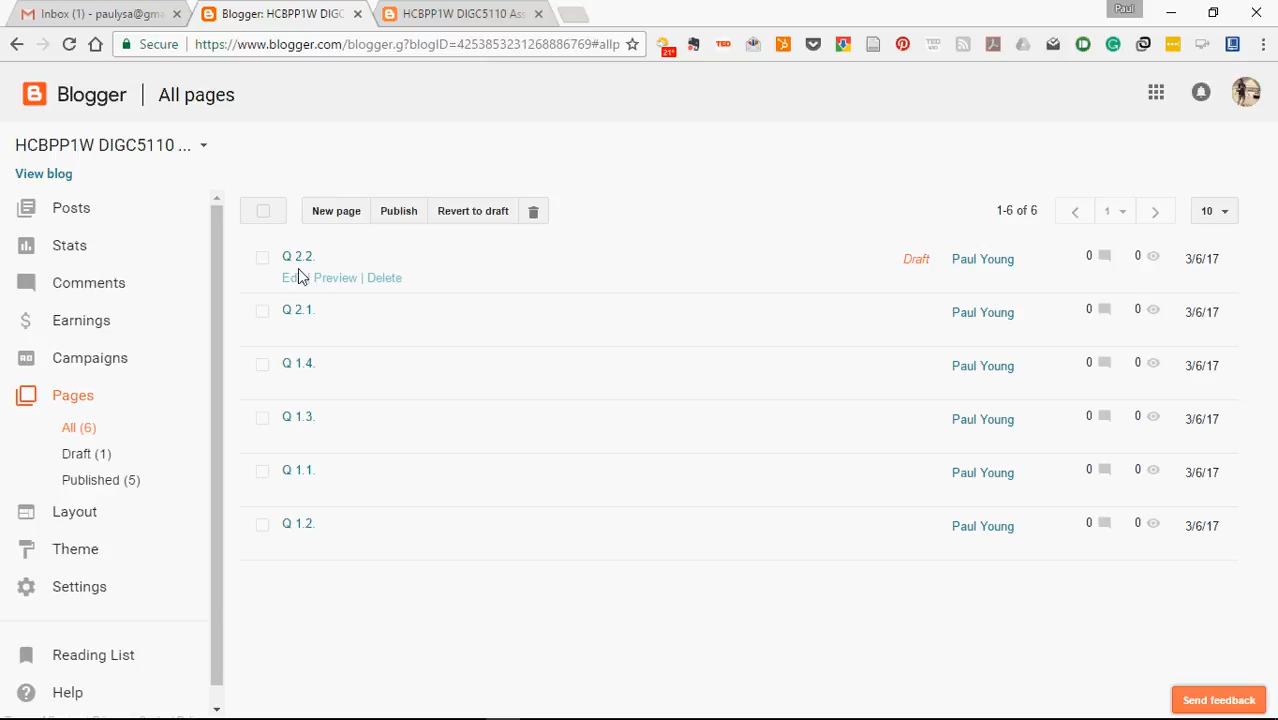 Inbox (1) - paulysa@gma
Blogger: HCBPP1W DIGC
HCBPP1W DIGC5110 Ass
Paul
Secure
https://www.blogger.com/blogger.g?blogID=4253853231268886769#allp
21°
TED
Blogger
All pages
HCBPP1W DIGC5110 ...
View blog
Posts
Stats
Comments
Earnings
Campaigns
Pages
All (6)
Draft (1)
Published (5)
Layout
Theme
Settings
Reading List
Help
New page
Publish
Revert to draft
1-6 of 6
1
10
Q 2.2. Draft Paul Young 0 0 3/6/17
Preview | Delete
Q 2.1. Paul Young 0 0 3/6/17
Q 1.4. Paul Young 0 0 3/6/17
Q 1.3. Paul Young 0 0 3/6/17
Q 1.1. Paul Young 0 0 3/6/17
Q 1.2. Paul Young 0 0 3/6/17
Send feedback